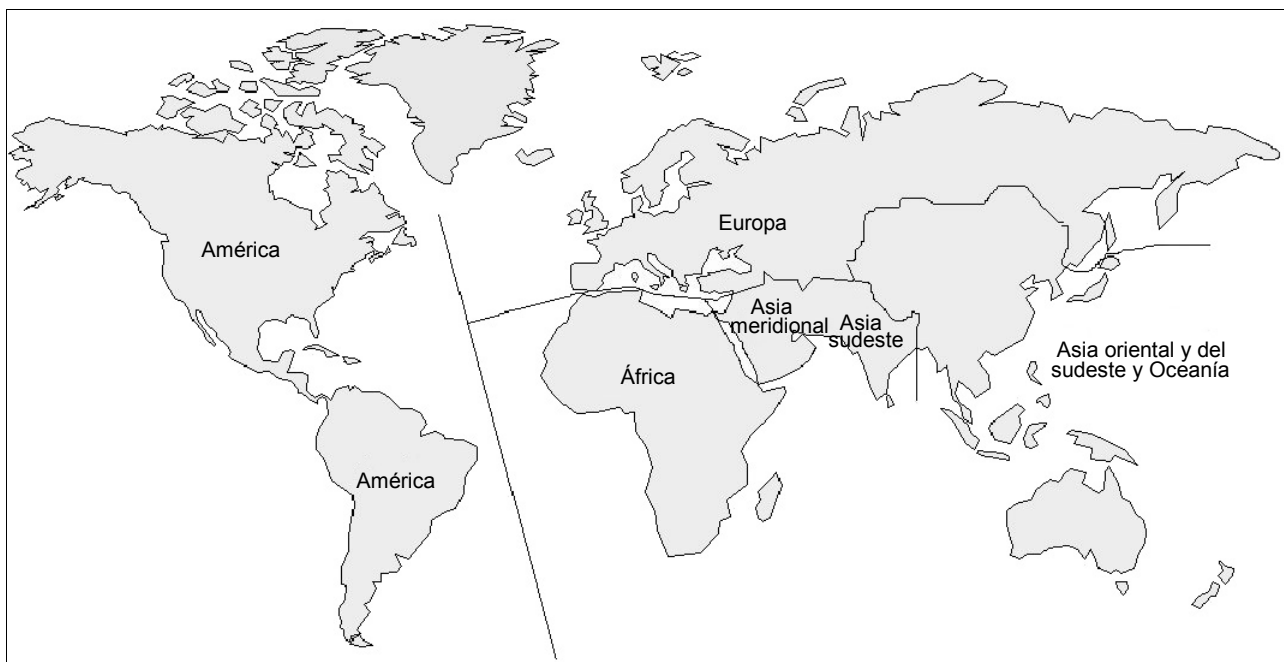 América
Europa
Asia
meridional
Asia
sudeste
Asia oriental y del
sudeste y Oceanía
África
América